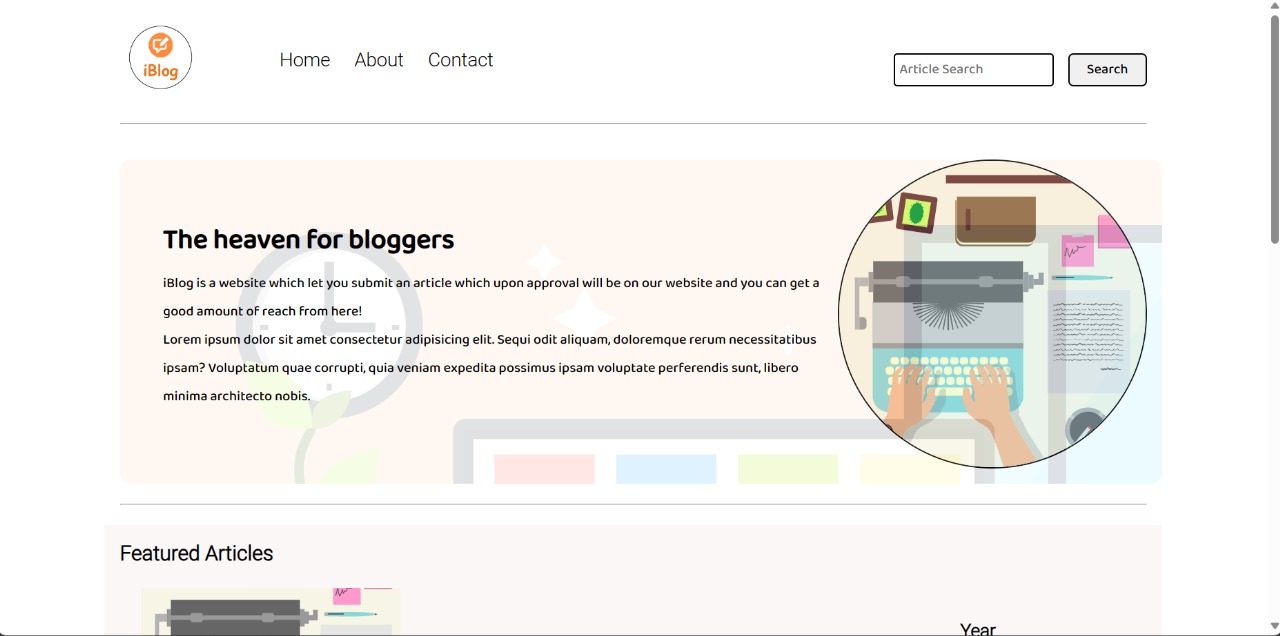 iBlog
Home About Contact
Article Search
Search
The heaven for bloggers
iBlog is a website which let you submit an article which upon approval will be on our website and you can get a
good amount of reach from here!
Lorem ipsum dolor sit amet consectetur adipisicing elit. Sequi odit aliquam, doloremque rerum necessitatibus
ipsam? Voluptatum quae corrupti, quia veniam expedita possimus ipsam voluptate perferendis sunt, libero
minima architecto nobis.
Featured Articles
Year